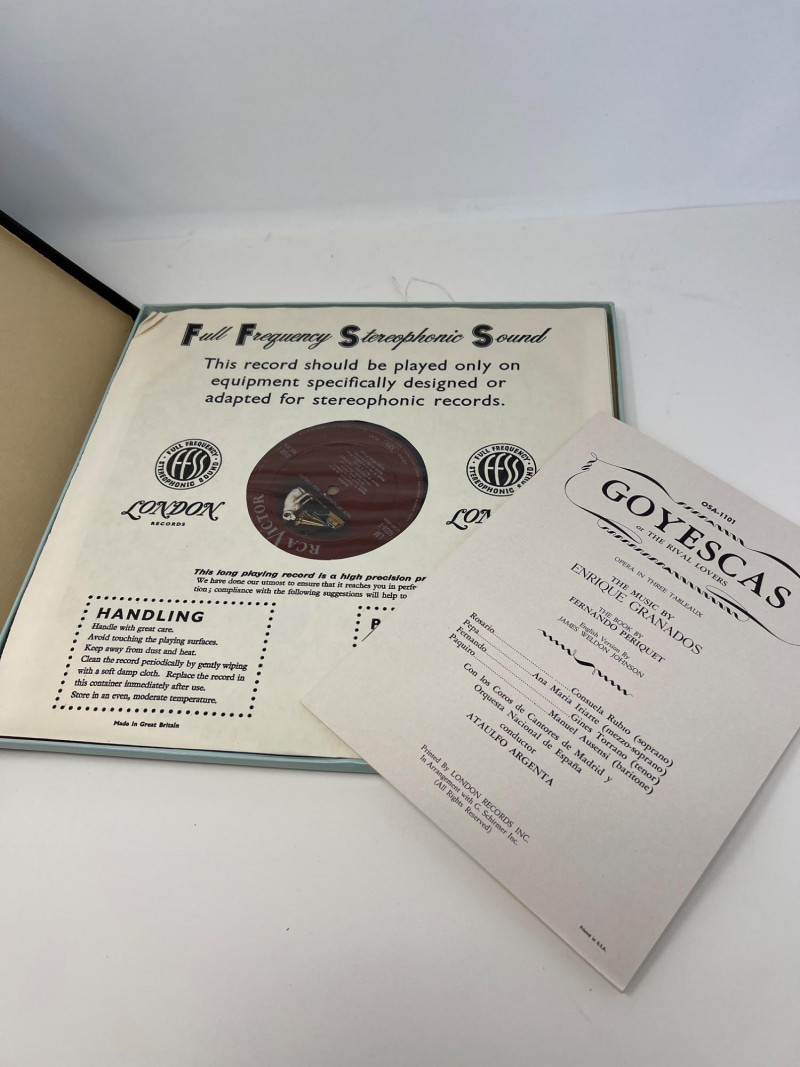 Full Frequency Stereophonic Sound
This record should be played only on
equipment specifically designed or
adapted for stereophonic records.
FULL FREQUENCY
FFSS
STEREOPHONIC SOUND
LONDON
RECORDS
RCA VICTOR
FULL FREQUENCY
FFSS
STEREOPHONIC SOUND
LON
This long playing record is a high precision pr
We have done our utmost to ensure that it reaches you in perfe
tion; compliance with the following suggestions will help to
HANDLING
Handle with great care.
Avoid touching the playing surfaces.
Keep away from dust and heat.
Clean the record periodically by gently wiping
with a soft damp cloth. Replace the record in
this container immediately after use.
Store in an even, moderate temperature.
Made in Great Britain
OSA-1101
GOYESCAS
or THE RIVAL LOVERS
OPERA IN THREE TABLEAUX
THE MUSIC BY
ENRIQUE GRANADOS
THE BOOK BY
FERNANDO PERIQUET
English Version By
JAMES WELDON JOHNSON
Rosario..............Consuela Rubio (soprano)
Pepa..............Ana Maria Iriarte (mezzo-soprano)
Fernando..............Gines Torrano (tenor)
Paquiro..............Manuel Ausensi (baritone)
Con los Coros de Cantores de Madrid y
Orquesta Nacional de España
conductor
ATAULFO ARGENTA
Printed By LONDON RECORDS INC.
In Arrangement with G. Schirmer Inc.
(All Rights Reserved)
Printed in U.S.A.